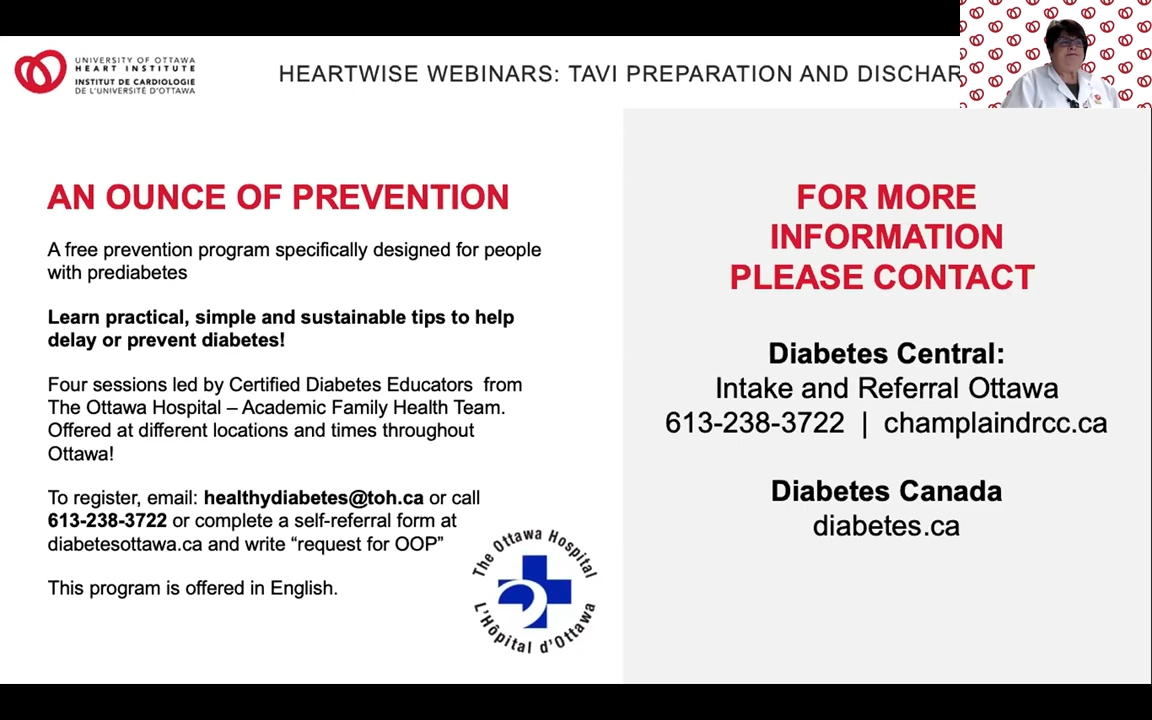 UNIVERSITY OF OTTAWA
HEART INSTITUTE
INSTITUT DE CARDIOLOGIE
DE L'UNIVERSITÉ D'OTTAWA
HEARTWISE WEBINARS: TAVI PREPARATION AND DISCHAR
AN OUNCE OF PREVENTION
A free prevention program specifically designed for people
with prediabetes
Learn practical, simple and sustainable tips to help
delay or prevent diabetes!
Four sessions led by Certified Diabetes Educators from
The Ottawa Hospital – Academic Family Health Team.
Offered at different locations and times throughout
Ottawa!
To register, email: healthydiabetes@toh.ca or call
613-238-3722 or complete a self-referral form at
diabetesottawa.ca and write “request for OOP”
This program is offered in English.
The Ottawa Hospital
L'Hôpital d'Ottawa
FOR MORE
INFORMATION
PLEASE CONTACT
Diabetes Central:
Intake and Referral Ottawa
613-238-3722 | champlaindrcc.ca
Diabetes Canada
diabetes.ca